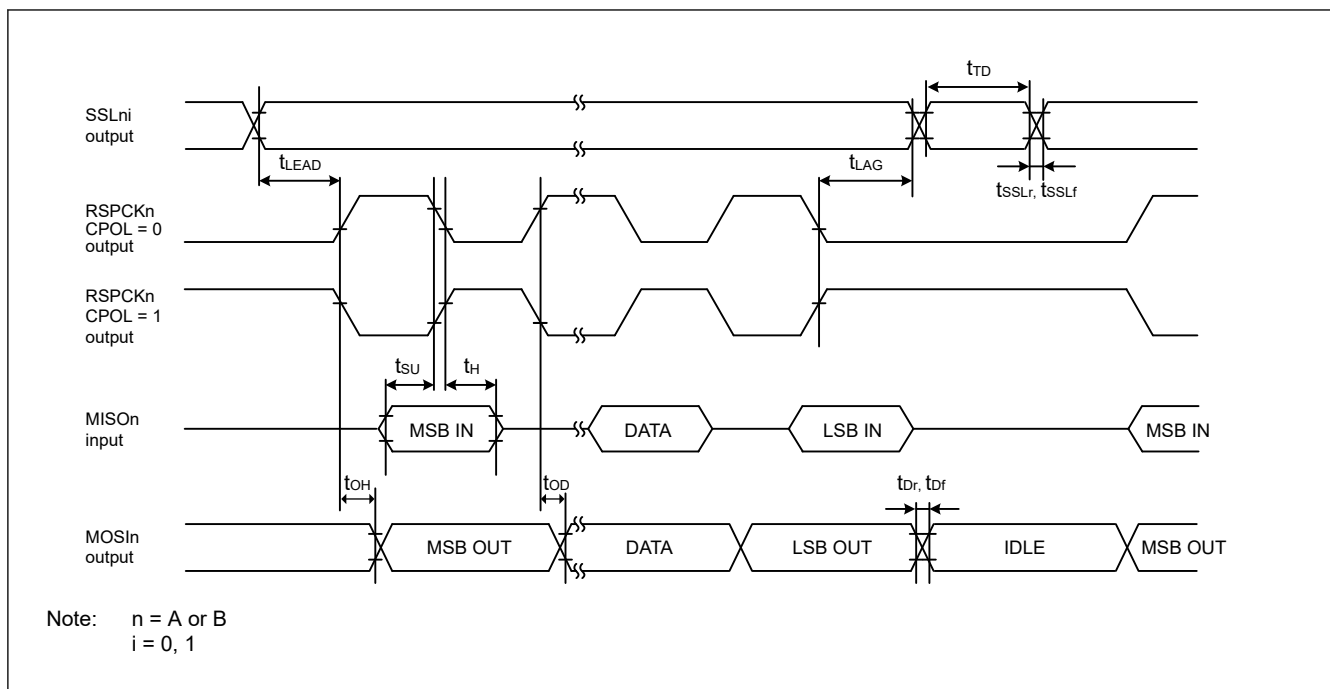 tTD
SSLni
output
tLEAD
tLAG
tSSLr, tSSLf
RSPCKn
CPOL = 0
output
RSPCKn
CPOL = 1
output
tSU
tH
MISOn
input
MSB IN
DATA
LSB IN
MSB IN
tOH
tOD
tDr, tDf
MOSIn
output
MSB OUT
DATA
LSB OUT
IDLE
MSB OUT
Note: n = A or B
i = 0, 1